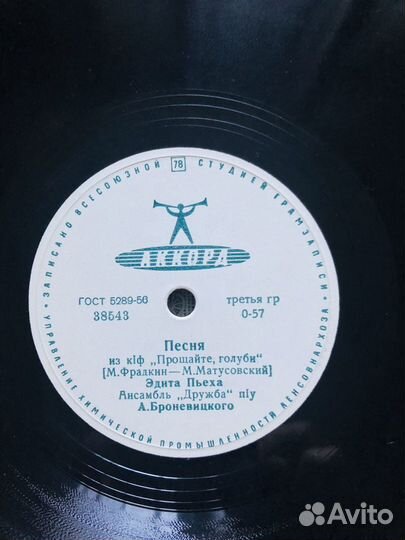 ЗАПИСАНО ВСЕСОЮЗНОЙ 78 СТУДИЕЙ ГРАМЗАПИСИ
АККОРД
ГОСТ 5289-56 третья гр
38543 0-57
Песня
из к/ф „Прощайте, голуби“
[М.Фрадкин—М.Матусовский]
Эдита Пьеха
Ансамбль „Дружба“ п/у
А.Броневицкого
УПРАВЛЕНИЕ ХИМИЧЕСКОЙ ПРОМЫШЛЕННОСТИ ЛЕНСОВНАРХОЗА
Avito